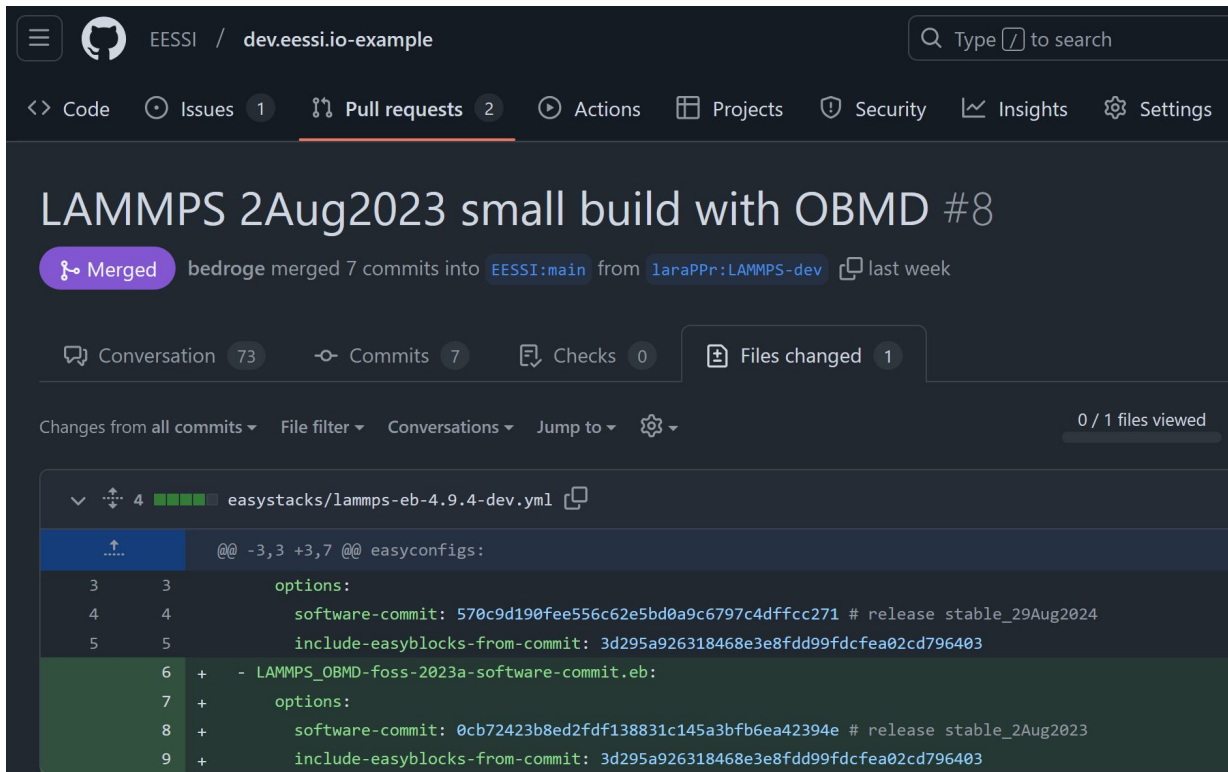 EESSI / dev.eessi.io-example Type / to search
Code Issues 1 Pull requests 2 Actions Projects Security Insights Settings
LAMMPS 2Aug2023 small build with OBMD #8
Merged bedroge merged 7 commits into EESSI:main from laraPPr:LAMMPS-dev last week
Conversation 73 Commits 7 Checks 0 Files changed 1
Changes from all commits File filter Conversations Jump to 0 / 1 files viewed
4 easystacks/lammps-eb-4.9.4-dev.yml
@@ -3,3 +3,7 @@ easyconfigs:
3 3 options:
4 4 software-commit: 570c9d190fee556c62e5bd0a9c6797c4dffcc271 # release stable_29Aug2024
5 5 include-easyblocks-from-commit: 3d295a926318468e3e8fdd99fdcfea02cd796403
6 + - LAMMPS_OBMD-foss-2023a-software-commit.eb:
7 + options:
8 + software-commit: 0cb72423b8ed2fdf138831c145a3bfb6ea42394e # release stable_2Aug2023
9 + include-easyblocks-from-commit: 3d295a926318468e3e8fdd99fdcfea02cd796403